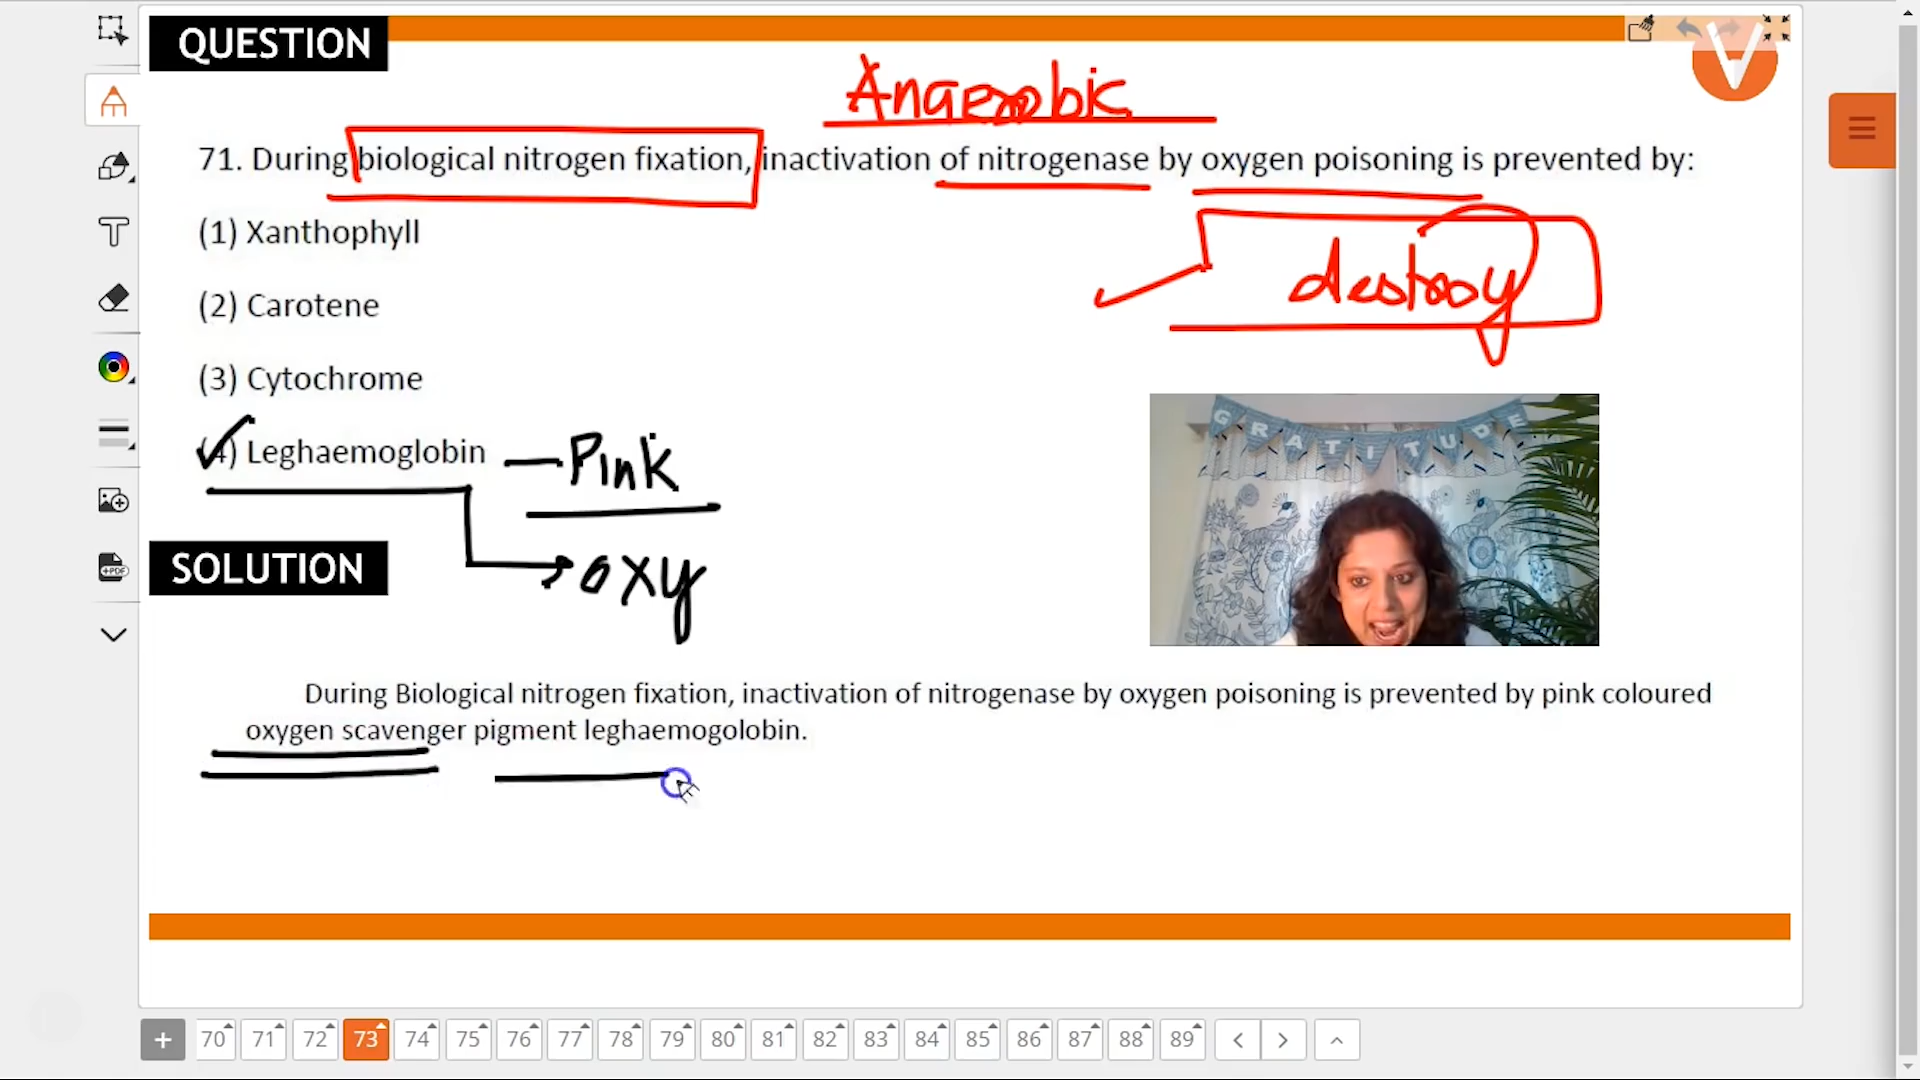 QUESTION
Anaerobic
71. During biological nitrogen fixation, inactivation of nitrogenase by oxygen poisoning is prevented by:
(1) Xanthophyll
destroy
(2) Carotene
(3) Cytochrome
GRATITUDE
(4) Leghaemoglobin – Pink
SOLUTION
oxy
During Biological nitrogen fixation, inactivation of nitrogenase by oxygen poisoning is prevented by pink coloured
oxygen scavenger pigment leghaemogolobin.
+ 70 71 72 73 74 75 76 77 78 79 80 81 82 83 84 85 86 87 88 89 < >